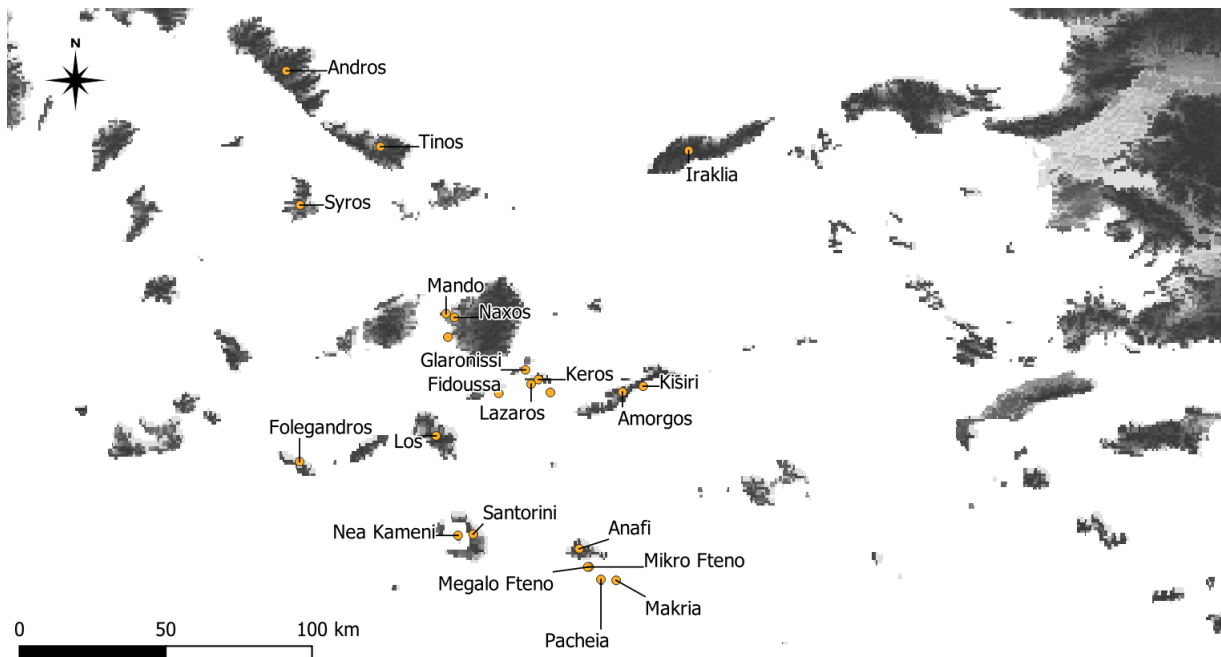 N
Andros
Tinos
Iraklia
Syros
Mando
Naxos
Glaronissi
Keros
Fidoussa
Kisiri
Lazaros
Amorgos
Folegandros
Los
Santorini
Nea Kameni
Anafi
Mikro Fteno
Megalo Fteno
Makria
Pacheia
0 50 100 km